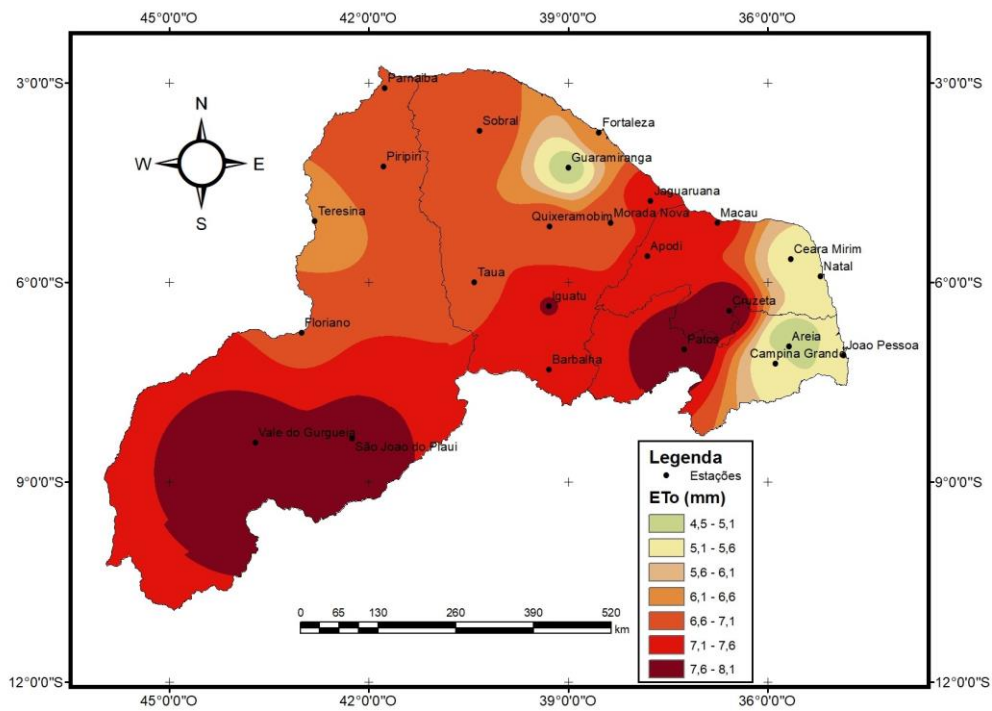 45°0'0"O 42°0'0"O 39°0'0"O 36°0'0"O
3°0'0"S 3°0'0"S
Parnaiba
Sobral
Fortaleza
N
W E
S
Piripiri
Guaramiranga
Teresina
Jaguaruana
Quixeramobim
Morada Nova
Macau
Apodi
Ceara Mirim
Natal
6°0'0"S 6°0'0"S
Taua
Iguatu
Cruzeta
Floriano
Patos
Areia
Joao Pessoa
Campina Grande
Barbalha
Vale do Gurgueia
São Joao do Piaui
9°0'0"S 9°0'0"S
Legenda
Estações
ETo (mm)
4,5 - 5,1
5,1 - 5,6
5,6 - 6,1
6,1 - 6,6
6,6 - 7,1
7,1 - 7,6
7,6 - 8,1
0 65 130 260 390 520
km
12°0'0"S 12°0'0"S
45°0'0"O 42°0'0"O 39°0'0"O 36°0'0"O